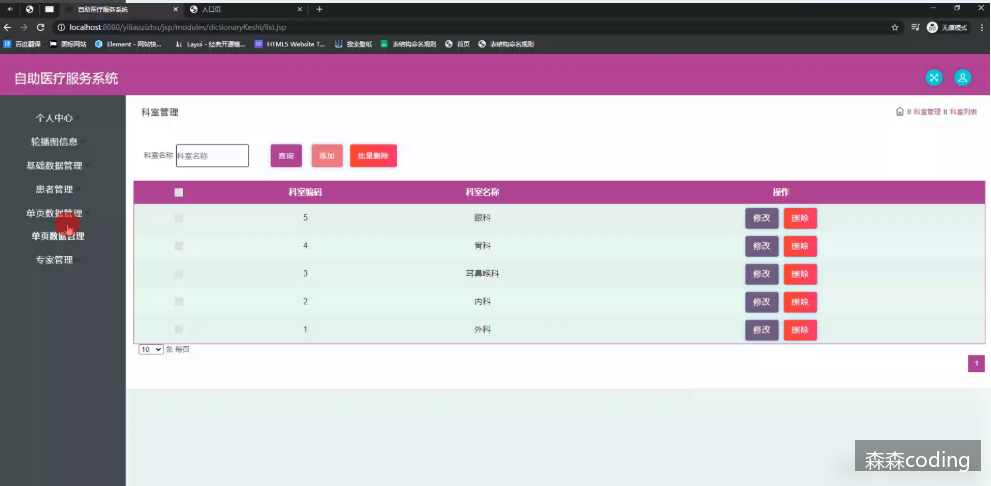 自助医疗服务系统
入口页
localhost:8080/yiliaozizhu/jsp/modules/dictionaryKeshi/list.jsp
无痕模式
百度翻译
图标网站
Element - 网站快...
Layui - 经典开源模...
HTML5 Website T...
搜索壁纸
表结构命名规则
首页
表结构命名规则
自助医疗服务系统
个人中心
轮播图信息
基础数据管理
患者管理
单页数据管理
单页数据管理
专家管理
科室管理
科室管理 科室列表
科室名称 科室名称 查询 添加 批量删除
科室编码 科室名称 操作
5 眼科 修改 删除
4 骨科 修改 删除
3 耳鼻喉科 修改 删除
2 内科 修改 删除
1 外科 修改 删除
10 条 每页
1
森森coding